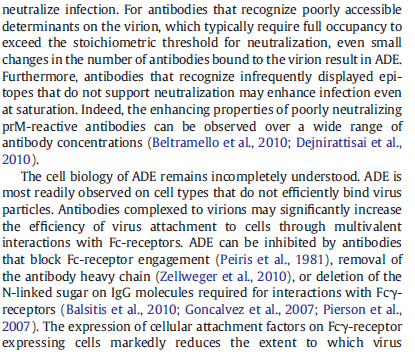 neutralize infection. For antibodies that recognize poorly accessible
determinants on the virion, which typically require full occupancy to
exceed the stoichiometric threshold for neutralization, even small
changes in the number of antibodies bound to the virion result in ADE.
Furthermore, antibodies that recognize infrequently displayed epi-
topes that do not support neutralization may enhance infection even
at saturation. Indeed, the enhancing properties of poorly neutralizing
prM-reactive antibodies can be observed over a wide range of
antibody concentrations (Beltramello et al., 2010; Dejnirattisai et al.,
2010).
The cell biology of ADE remains incompletely understood. ADE is
most readily observed on cell types that do not efficiently bind virus
particles. Antibodies complexed to virions may significantly increase
the efficiency of virus attachment to cells through multivalent
interactions with Fc-receptors. ADE can be inhibited by antibodies
that block Fc-receptor engagement (Peiris et al., 1981), removal of
the antibody heavy chain (Zellweger et al., 2010), or deletion of the
N-linked sugar on IgG molecules required for interactions with Fcγ-
receptors (Balsitis et al., 2010; Goncalvez et al., 2007; Pierson et al.,
2007). The expression of cellular attachment factors on Fcγ-receptor
expressing cells markedly reduces the extent to which virus